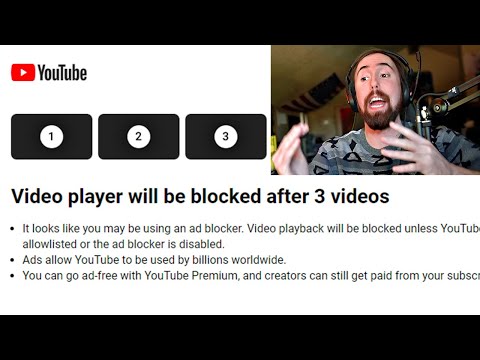 YouTube
1 2 3
Video player will be blocked after 3 videos
It looks like you may be using an ad blocker. Video playback will be blocked unless YouTube
allowlisted or the ad blocker is disabled.
Ads allow YouTube to be used by billions worldwide.
You can go ad-free with YouTube Premium, and creators can still get paid from your subscr